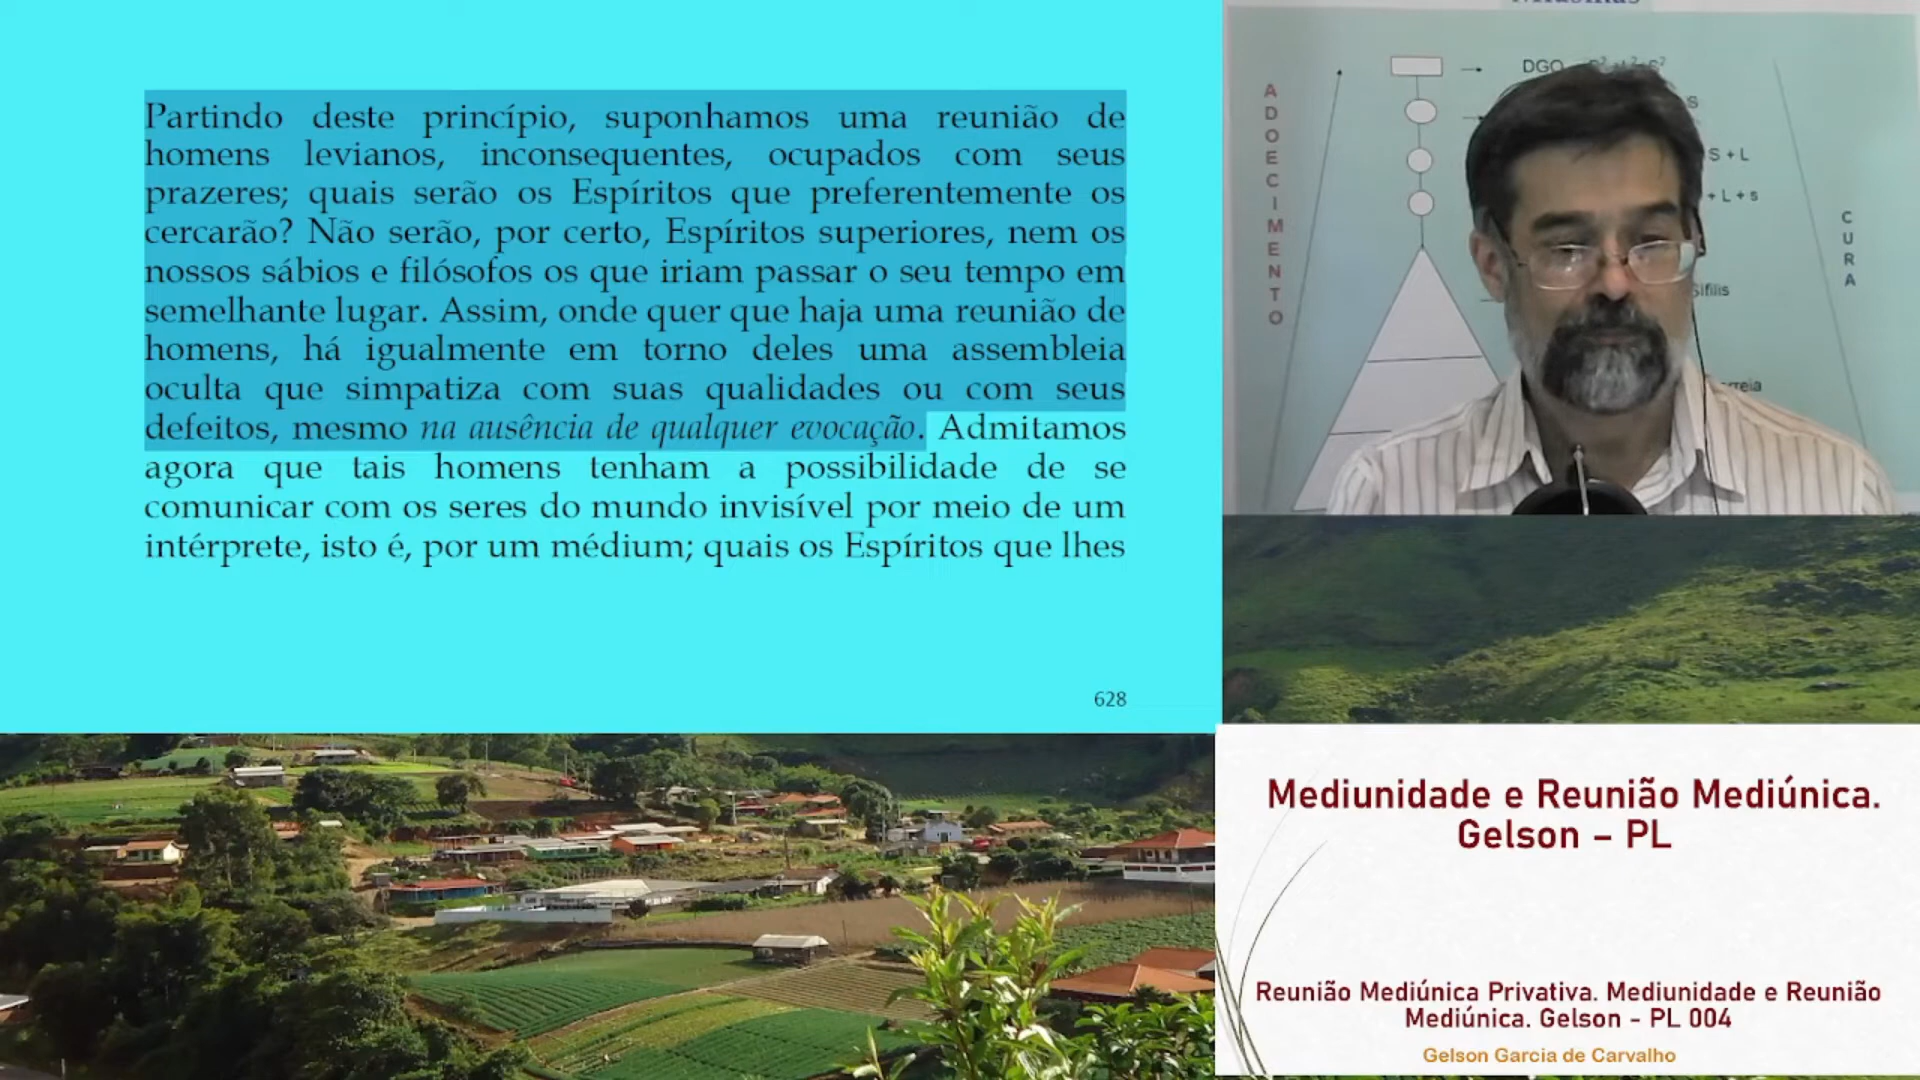 Partindo deste princípio, suponhamos uma reunião de
homens levianos, inconsequentes, ocupados com seus
prazeres; quais serão os Espíritos que preferentemente os
cercarão? Não serão, por certo, Espíritos superiores, nem os
nossos sábios e filósofos os que iriam passar o seu tempo em
semelhante lugar. Assim, onde quer que haja uma reunião de
homens, há igualmente em torno deles uma assembleia
oculta que simpatiza com suas qualidades ou com seus
defeitos, mesmo na ausência de qualquer evocação. Admitamos
agora que tais homens tenham a possibilidade de se
comunicar com os seres do mundo invisível por meio de um
intérprete, isto é, por um médium; quais os Espíritos que lhes
628
ADOECIMENTO
DGO
S
S + L
+ L + s
Sífilis
CURA
Mediunidade e Reunião Mediúnica.
Gelson – PL
Reunião Mediúnica Privativa. Mediunidade e Reunião
Mediúnica. Gelson - PL 004
Gelson Garcia de Carvalho